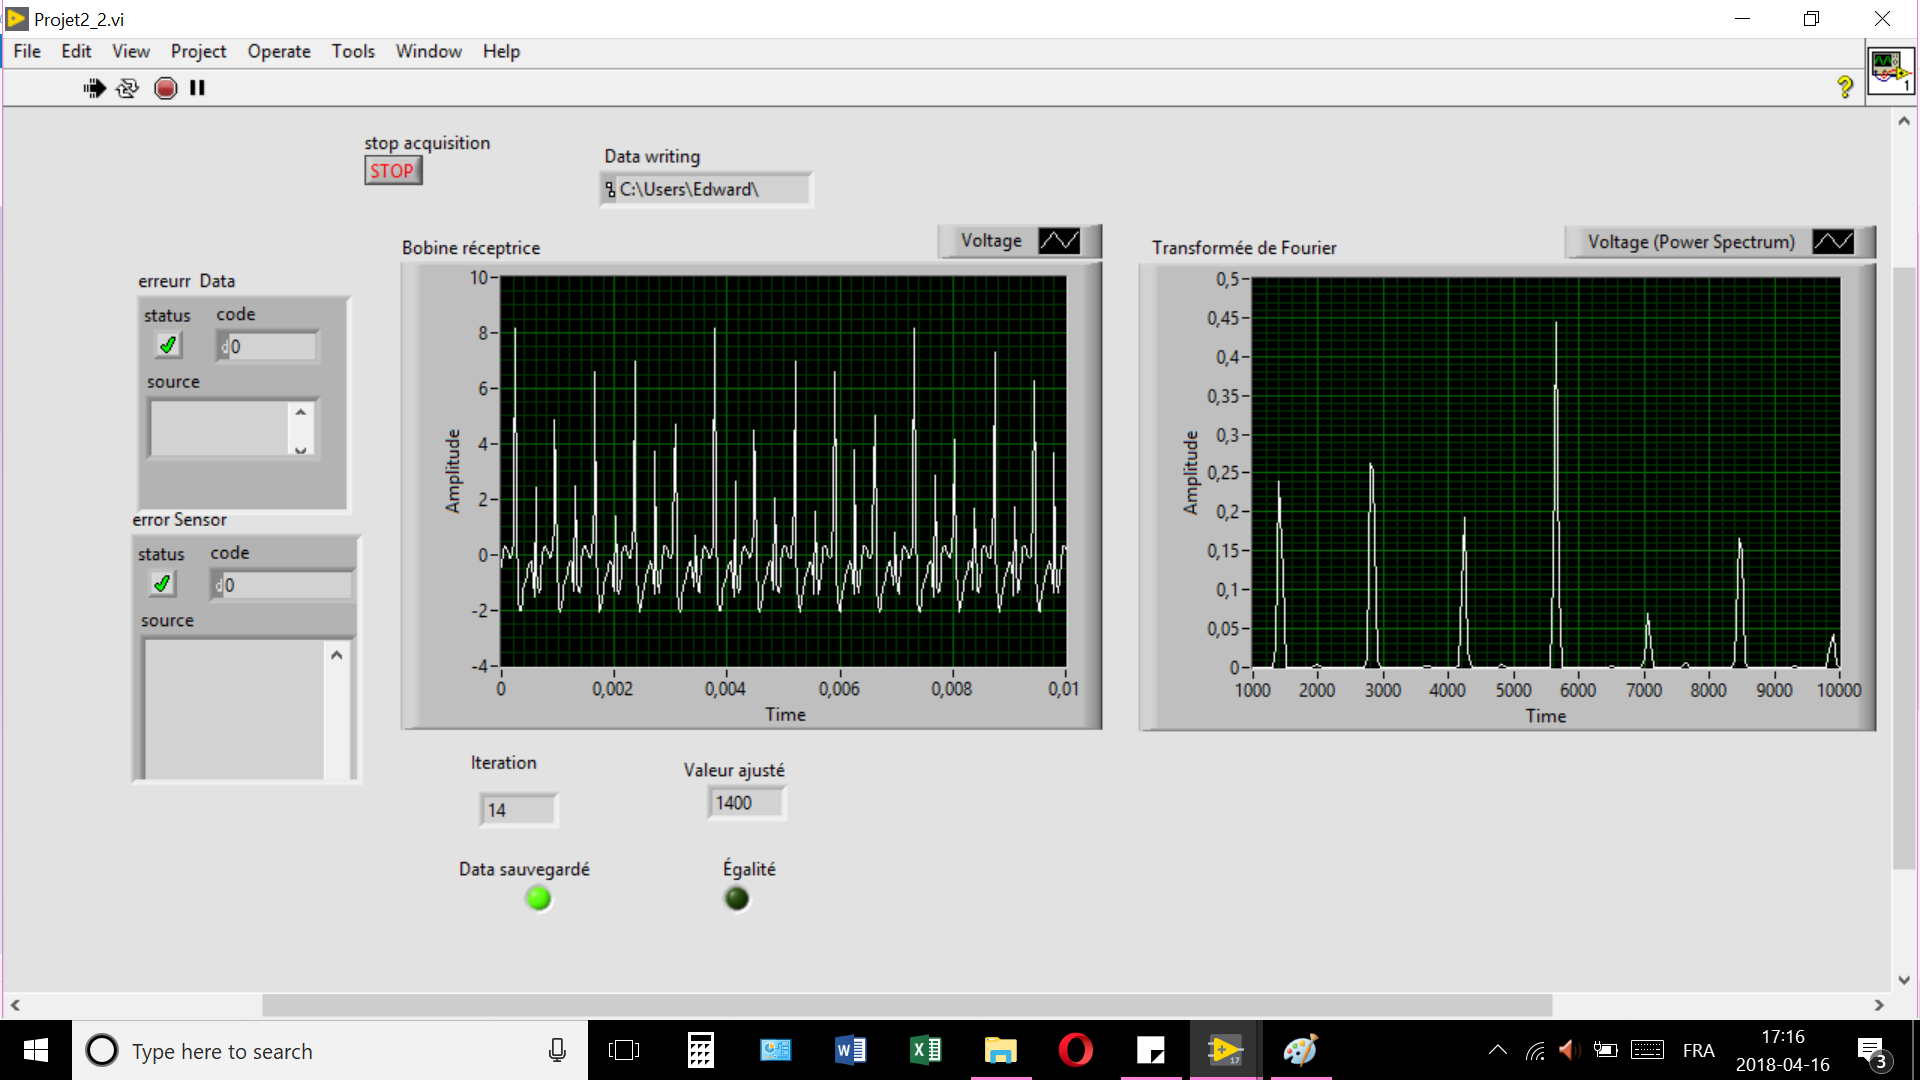 Projet2_2.vi
File Edit View Project Operate Tools Window Help
1
stop acquisition
STOP
Data writing
C:\Users\Edward\
erreurr Data
status code
d0
source
error Sensor
status code
d0
source
Bobine réceptrice
Voltage
Amplitude
10
8
6
4
2
0
-2
-4
0 0,002 0,004 0,006 0,008 0,01
Time
Transformée de Fourier
Voltage (Power Spectrum)
Amplitude
0,5
0,45
0,4
0,35
0,3
0,25
0,2
0,15
0,1
0,05
0
1000 2000 3000 4000 5000 6000 7000 8000 9000 10000
Time
Iteration
14
Valeur ajusté
1400
Data sauvegardé
Égalité
Type here to search
17
FRA
17:16
2018-04-16
3